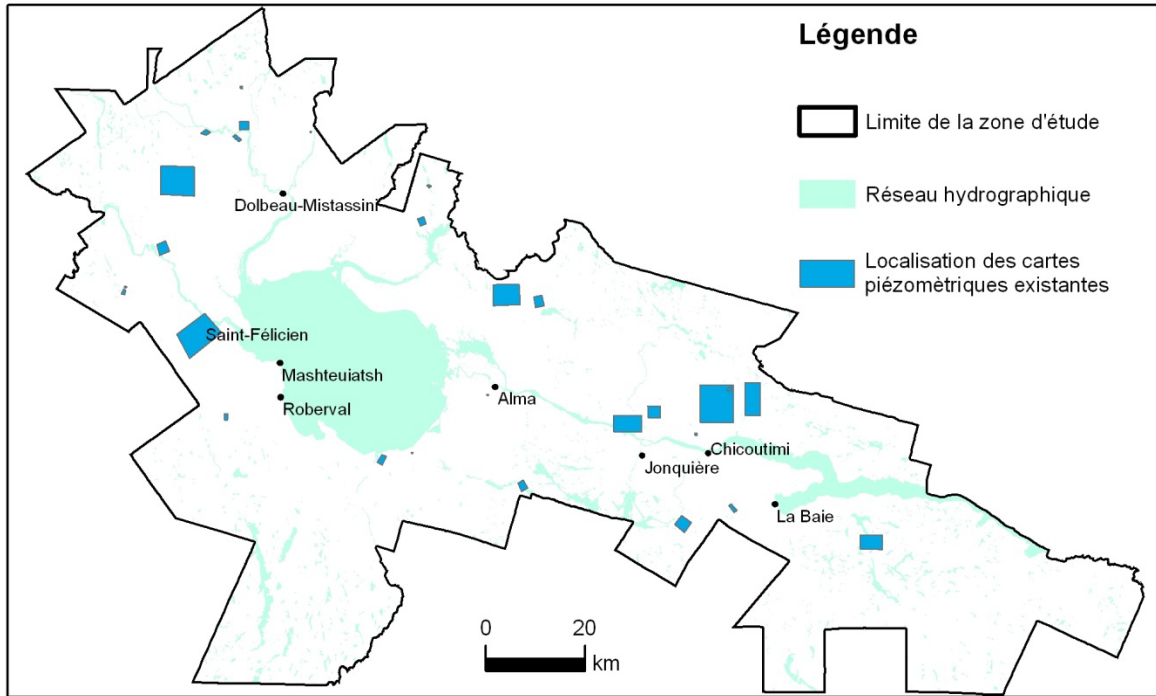 Légende
Limite de la zone d'étude
Réseau hydrographique
Localisation des cartes
piézomètriques existantes
Dolbeau-Mistassini
Saint-Félicien
Mashteuiatsh
Roberval
Alma
Chicoutimi
Jonquière
La Baie
0 20
km